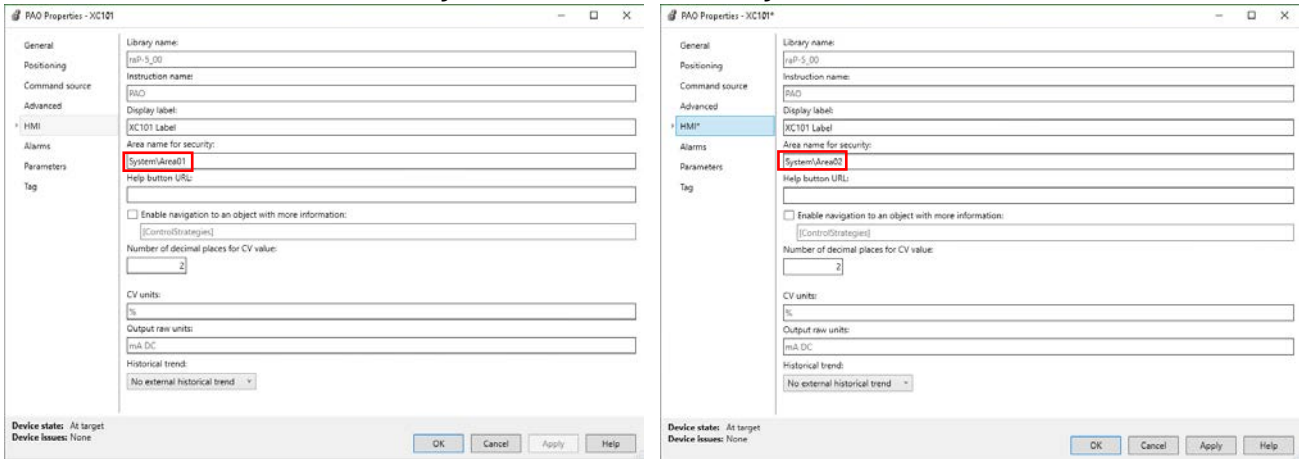 PAO Properties - XC101
General
Positioning
Command source
Advanced
HMI
Alarms
Parameters
Tag
Library name:
raP-5_00
Instruction name:
PAO
Display label:
XC101 Label
Area name for security:
System\Area01
Help button URL:
Enable navigation to an object with more information:
[ControlStrategies]
Number of decimal places for CV value:
2
CV units:
%
Output raw units:
mA DC
Historical trend:
No external historical trend
Device state: At target
Device issues: None
OK Cancel Apply Help
PAO Properties - XC101*
General
Positioning
Command source
Advanced
HMI*
Alarms
Parameters
Tag
Library name:
raP-5_00
Instruction name:
PAO
Display label:
XC101 Label
Area name for security:
System\Area02
Help button URL:
Enable navigation to an object with more information:
[ControlStrategies]
Number of decimal places for CV value:
2
CV units:
%
Output raw units:
mA DC
Historical trend:
No external historical trend
Device state: At target
Device issues: None
OK Cancel Apply Help